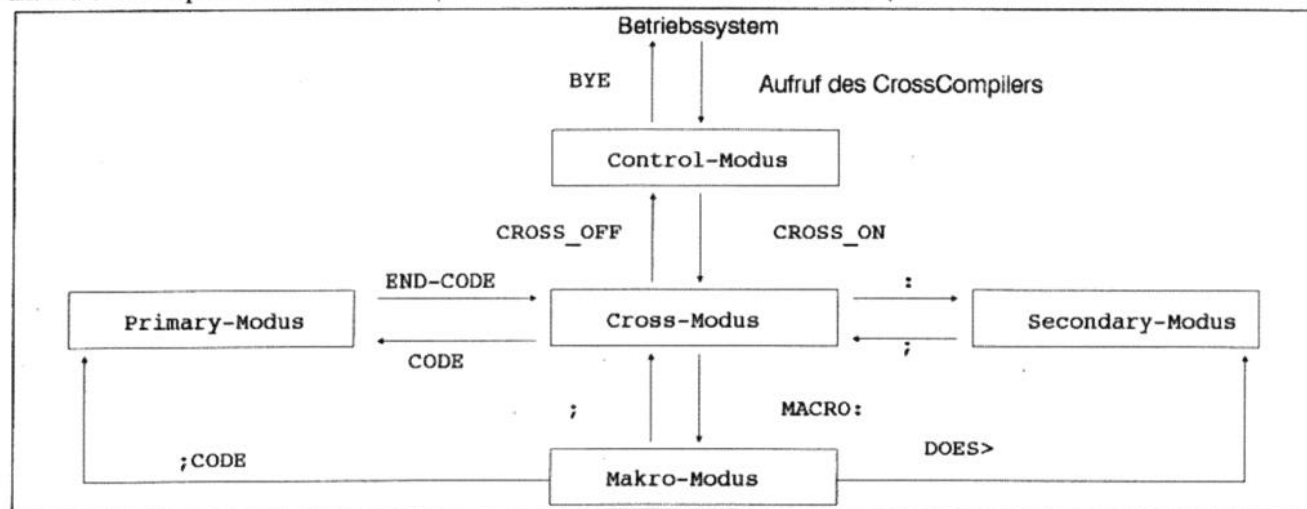 Betriebssystem
BYE
Aufruf des CrossCompilers
Control-Modus
CROSS_OFF
CROSS_ON
END-CODE
:
Primary-Modus
Cross-Modus
Secondary-Modus
CODE
;
;
MACRO:
;CODE
DOES>
Makro-Modus